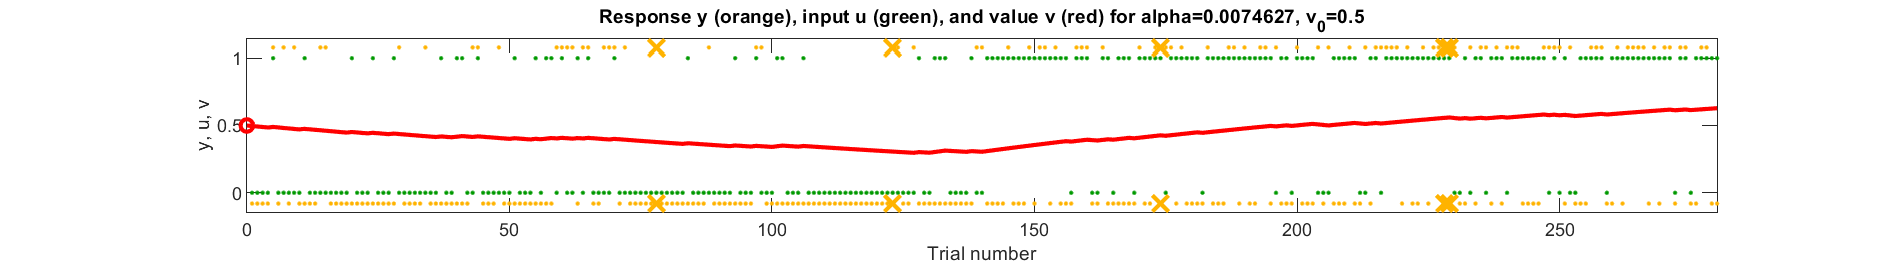 Response y (orange), input u (green), and value v (red) for alpha=0.0074627, v0=0.5
y, u, v
1
0.5
0
0 50 100 150 200 250
Trial number